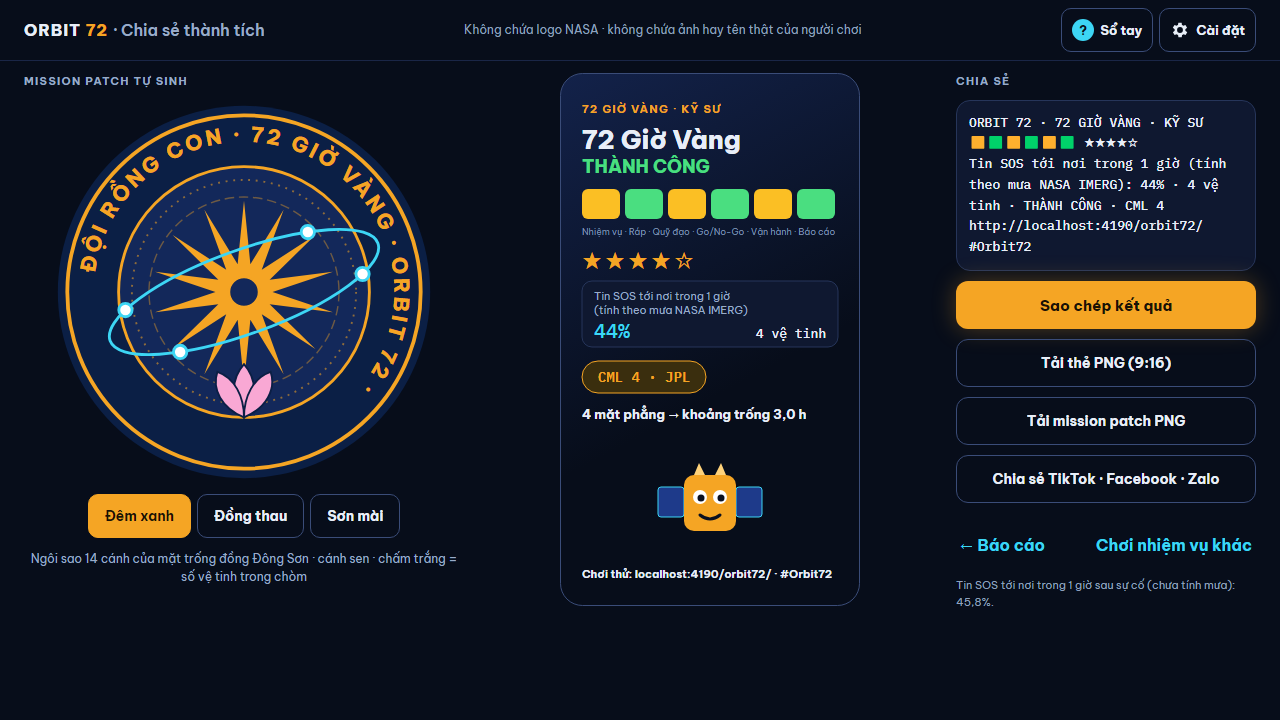 ORBIT 72 · Chia sẻ thành tích
Không chứa logo NASA · không chứa ảnh hay tên thật của người chơi
? Sổ tay
Cài đặt
MISSION PATCH TỰ SINH
ĐỘI RỒNG CON · 72 GIỜ VÀNG · ORBIT 72 ·
Đêm xanh
Đồng thau
Sơn mài
Ngôi sao 14 cánh của mặt trống đồng Đông Sơn · cánh sen · chấm trắng =
số vệ tinh trong chòm
72 GIỜ VÀNG · KỸ SƯ
72 Giờ Vàng
THÀNH CÔNG
Nhiệm vụ · Ráp · Quỹ đạo · Go/No-Go · Vận hành · Báo cáo
★★★★☆
Tin SOS tới nơi trong 1 giờ
(tính theo mưa NASA IMERG)
44%
4 vệ tinh
CML 4 · JPL
4 mặt phẳng → khoảng trống 3,0 h
Chơi thử: localhost:4190/orbit72/ · #Orbit72
CHIA SẺ
ORBIT 72 · 72 GIỜ VÀNG · KỸ SƯ
🟧🟩🟧🟩🟧🟩 ★★★★☆
Tin SOS tới nơi trong 1 giờ (tính
theo mưa NASA IMERG): 44% · 4 vệ
tinh · THÀNH CÔNG · CML 4
http://localhost:4190/orbit72/
#Orbit72
Sao chép kết quả
Tải thẻ PNG (9:16)
Tải mission patch PNG
Chia sẻ TikTok · Facebook · Zalo
← Báo cáo
Chơi nhiệm vụ khác
Tin SOS tới nơi trong 1 giờ sau sự cố (chưa tính mưa):
45,8%.